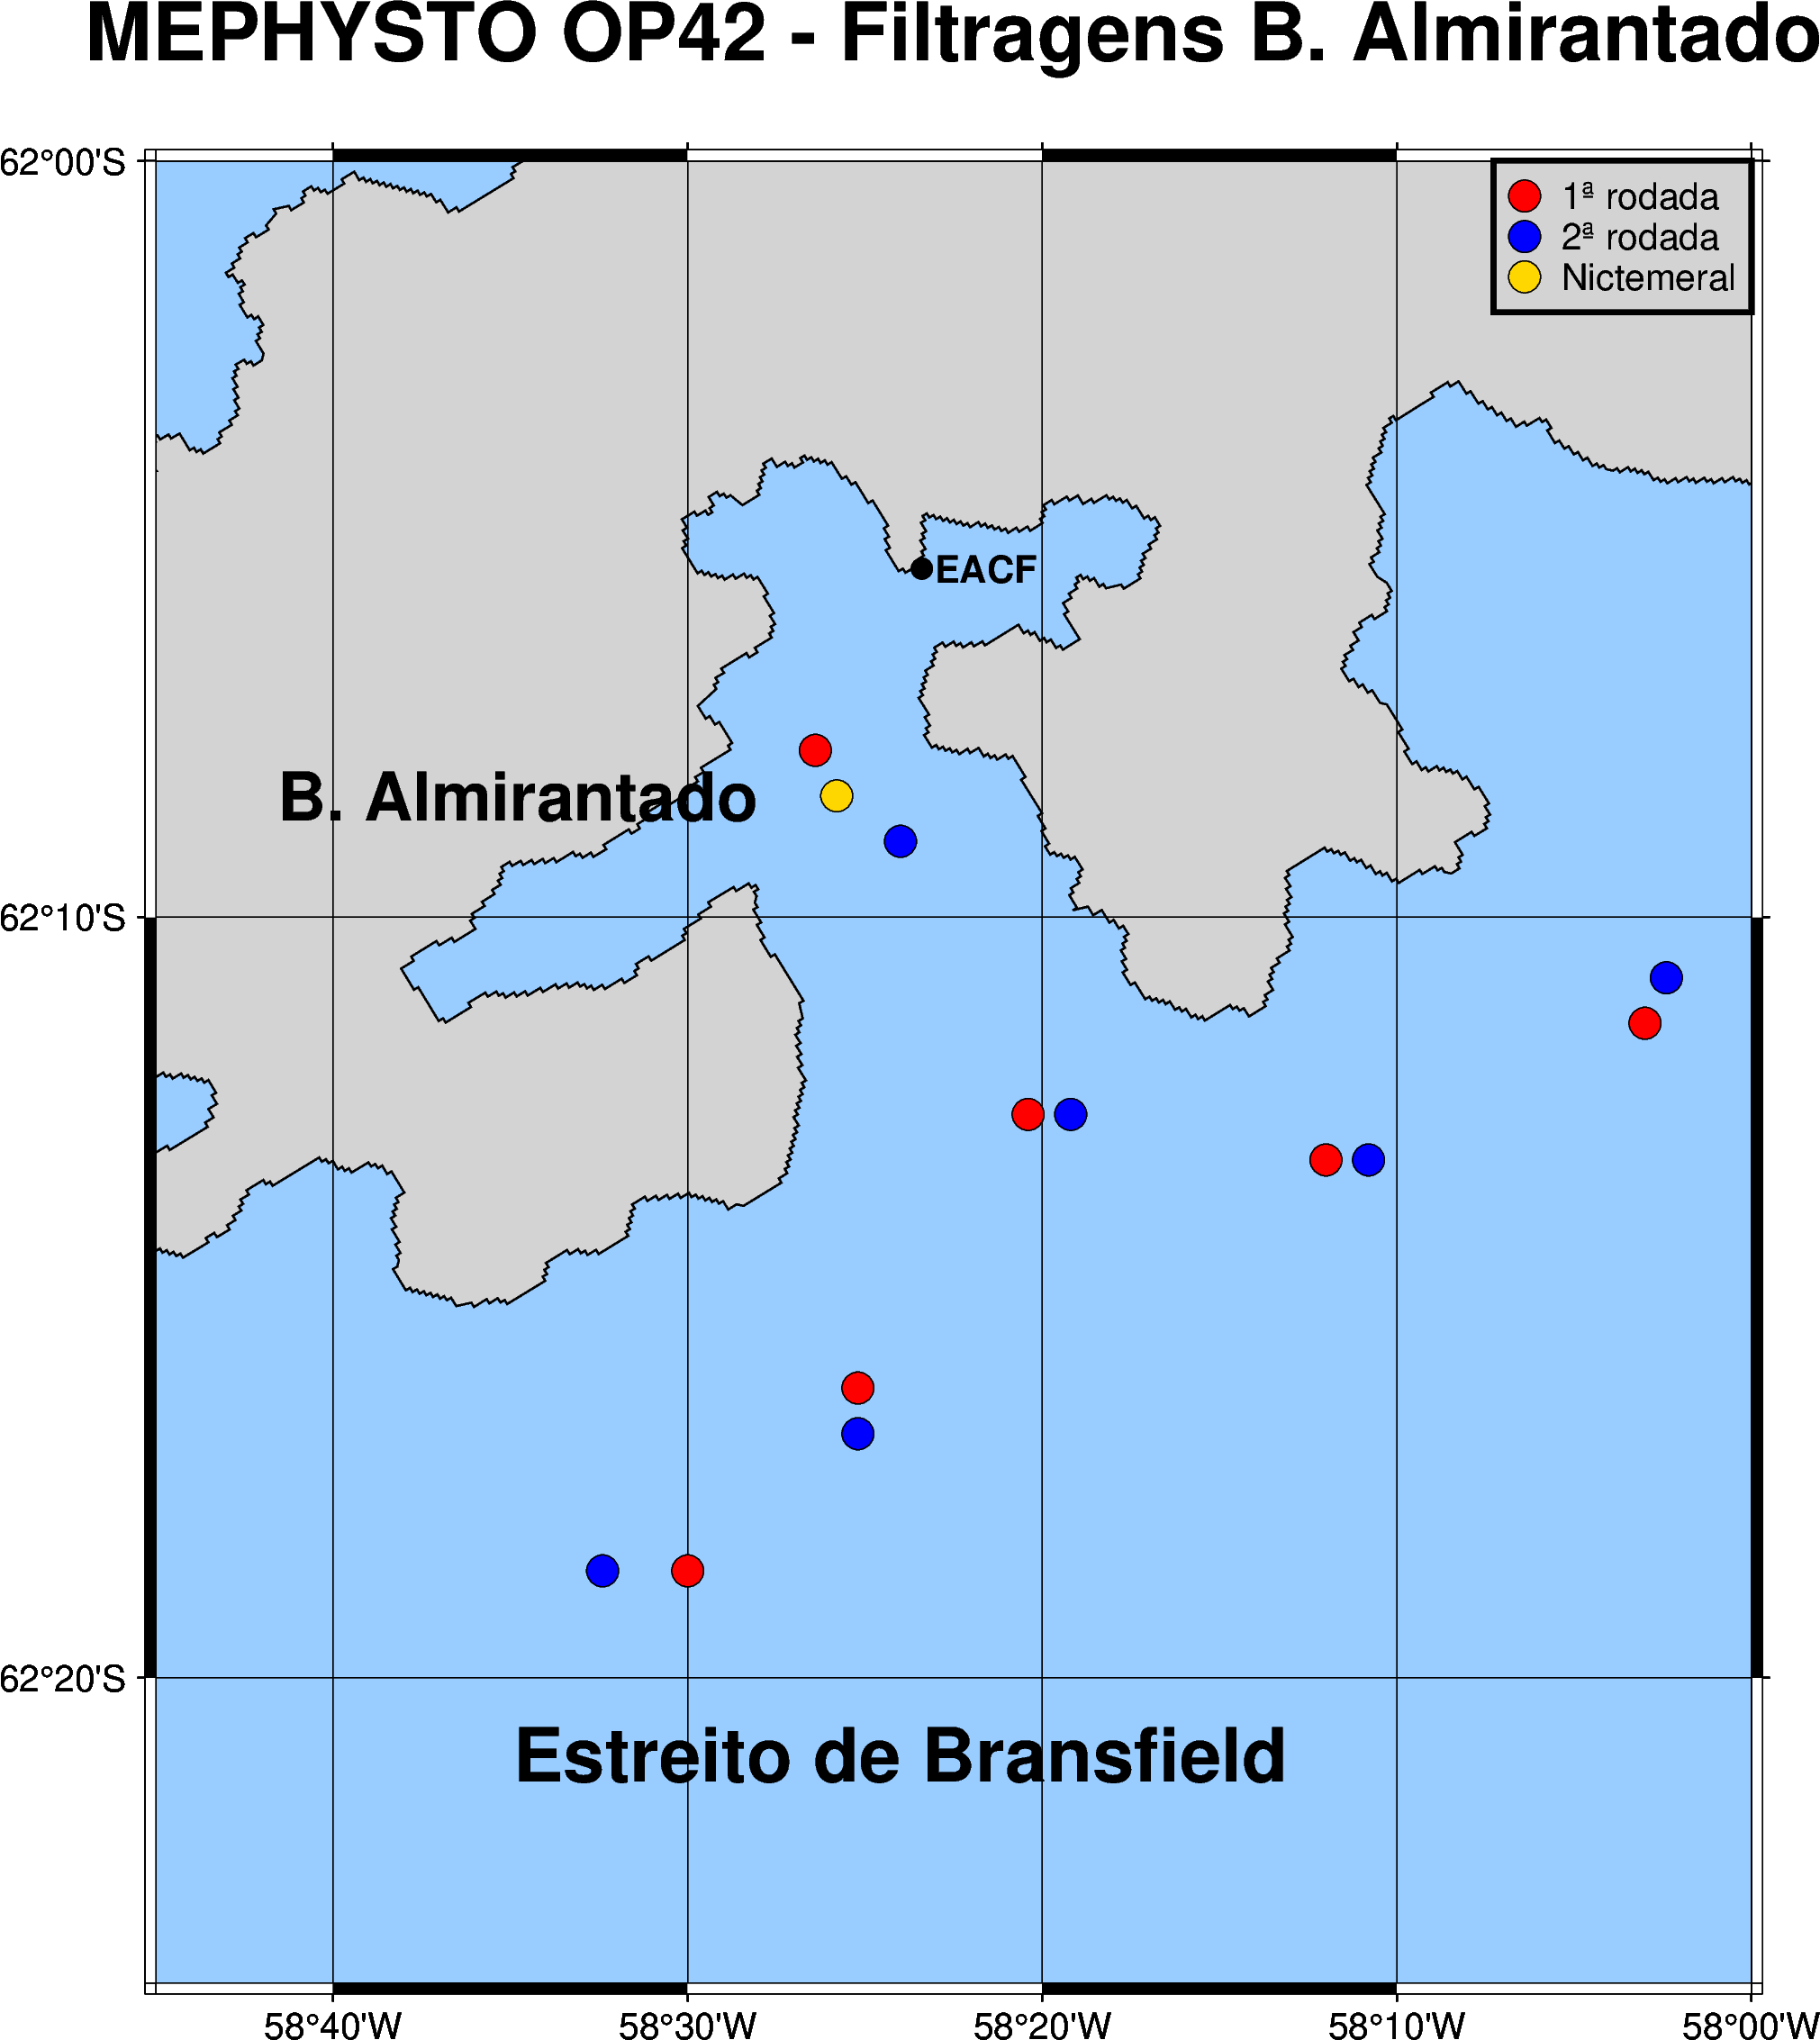 MEPHYSTO OP42 - Filtragens B. Almirantado
62°00'S
1ª rodada
2ª rodada
Nictemeral
EACF
B. Almirantado
62°10'S
62°20'S
Estreito de Bransfield
58°40'W 58°30'W 58°20'W 58°10'W 58°00'W